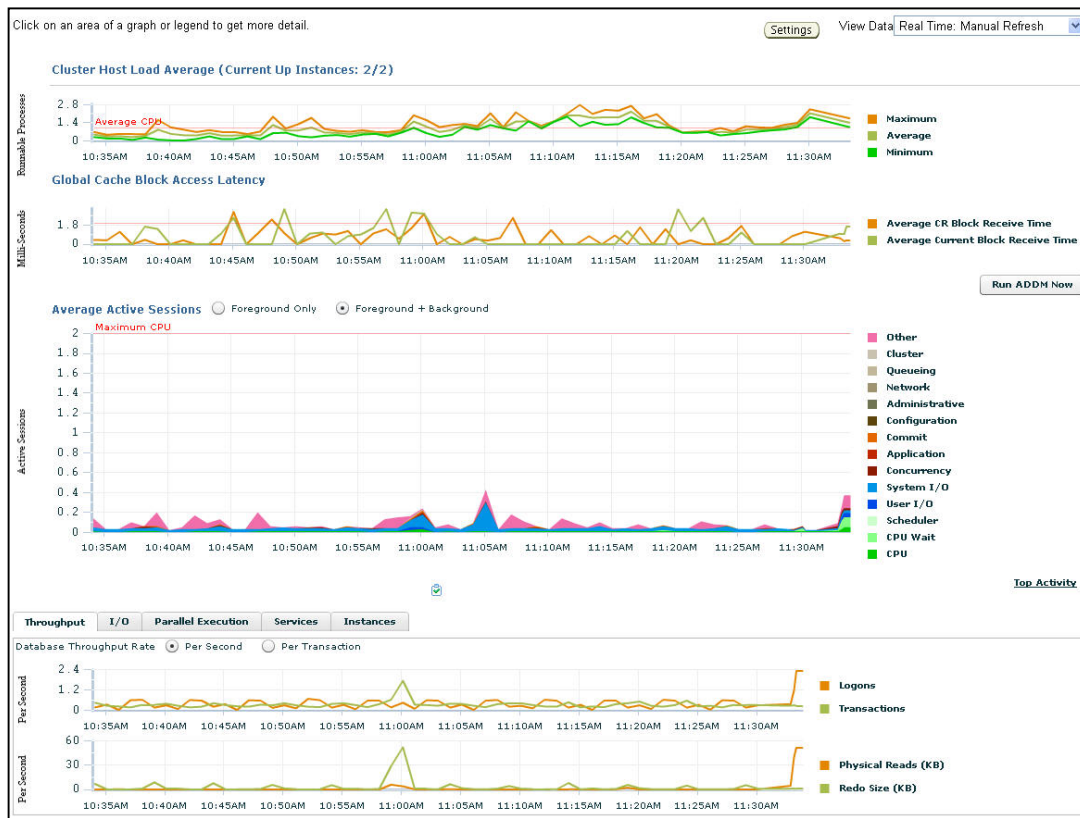 Click on an area of a graph or legend to get more detail.
Settings
View Data Real Time: Manual Refresh
Cluster Host Load Average (Current Up Instances: 2/2)
Runnable Processes
2.8
1.4
0
Average CPU
10:35AM 10:40AM 10:45AM 10:50AM 10:55AM 11:00AM 11:05AM 11:10AM 11:15AM 11:20AM 11:25AM 11:30AM
Maximum
Average
Minimum
Global Cache Block Access Latency
Milli-Seconds
1.8
0
10:35AM 10:40AM 10:45AM 10:50AM 10:55AM 11:00AM 11:05AM 11:10AM 11:15AM 11:20AM 11:25AM 11:30AM
Average CR Block Receive Time
Average Current Block Receive Time
Run ADDM Now
Average Active Sessions Foreground Only Foreground + Background
Active Sessions
Maximum CPU
2
1.8
1.6
1.4
1.2
1
0.8
0.6
0.4
0.2
0
10:35AM 10:40AM 10:45AM 10:50AM 10:55AM 11:00AM 11:05AM 11:10AM 11:15AM 11:20AM 11:25AM 11:30AM
Other
Cluster
Queueing
Network
Administrative
Configuration
Commit
Application
Concurrency
System I/O
User I/O
Scheduler
CPU Wait
CPU
Top Activity
Throughput I/O Parallel Execution Services Instances
Database Throughput Rate Per Second Per Transaction
Per Second
2.4
1.2
0
10:35AM 10:40AM 10:45AM 10:50AM 10:55AM 11:00AM 11:05AM 11:10AM 11:15AM 11:20AM 11:25AM 11:30AM
Logons
Transactions
Per Second
60
30
0
10:35AM 10:40AM 10:45AM 10:50AM 10:55AM 11:00AM 11:05AM 11:10AM 11:15AM 11:20AM 11:25AM 11:30AM
Physical Reads (KB)
Redo Size (KB)